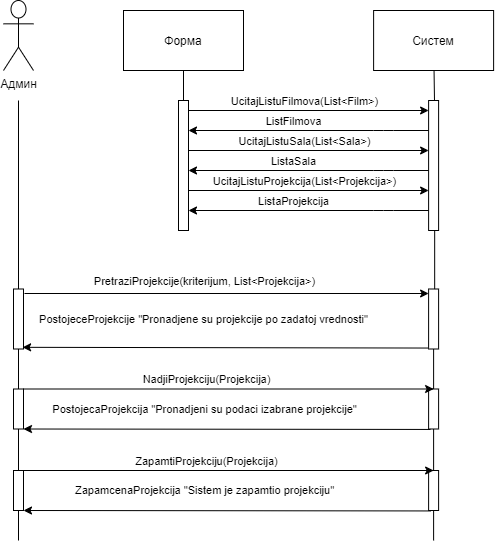 Форма
Систем
Админ
UcitajListuFilmova(List<Film>)
ListFilmova
UcitajListuSala(List<Sala>)
ListaSala
UcitajListuProjekcija(List<Projekcija>)
ListaProjekcija
PretraziProjekcije(kriterijum, List<Projekcija>)
PostojeceProjekcije "Pronadjene su projekcije po zadatoj vrednosti"
NadjiProjekciju(Projekcija)
PostojecaProjekcija "Pronadjeni su podaci izabrane projekcije"
ZapamtiProjekciju(Projekcija)
ZapamcenaProjekcija "Sistem je zapamtio projekciju"